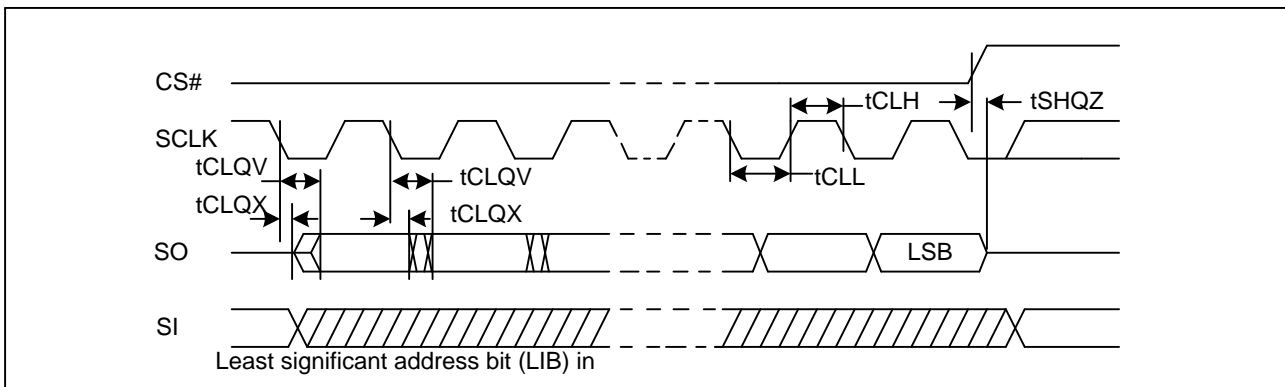 CS#
tCLH
tSHQZ
SCLK
tCLQV
tCLQV
tCLL
tCLQX
tCLQX
SO
LSB
SI
Least significant address bit (LIB) in